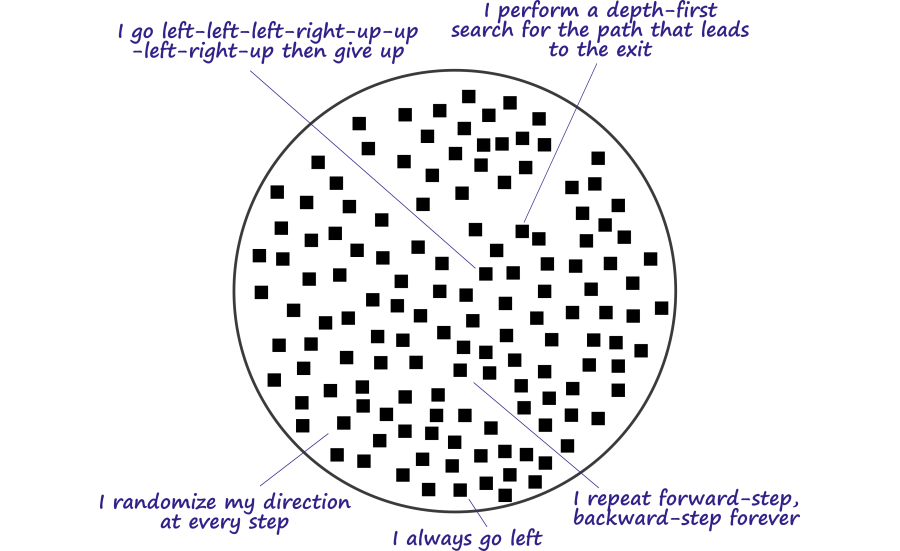 I go left-left-left-right-up-up
-left-right-up then give up
I perform a depth-first
search for the path that leads
to the exit
I randomize my direction
at every step
I always go left
I repeat forward-step,
backward-step forever